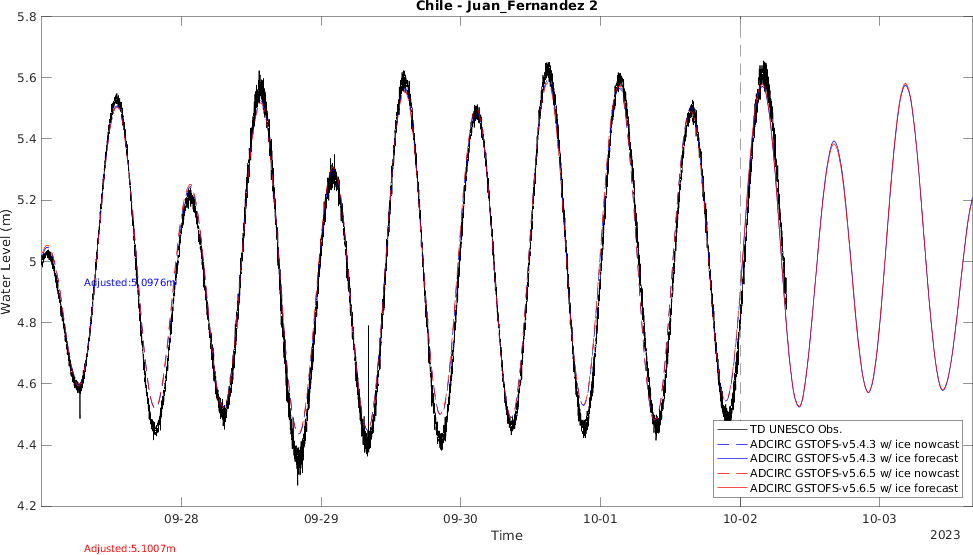 Chile - Juan_Fernandez 2
5.8
5.6
5.4
5.2
5
4.8
4.6
4.4
4.2
Water Level (m)
Adjusted:5.0976m
TD UNESCO Obs.
ADCIRC GSTOFS-v5.4.3 w/ ice nowcast
ADCIRC GSTOFS-v5.4.3 w/ ice forecast
ADCIRC GSTOFS-v5.6.5 w/ ice nowcast
ADCIRC GSTOFS-v5.6.5 w/ ice forecast
09-28 09-29 09-30 10-01 10-02 10-03
Time
2023
Adjusted:5.1007m